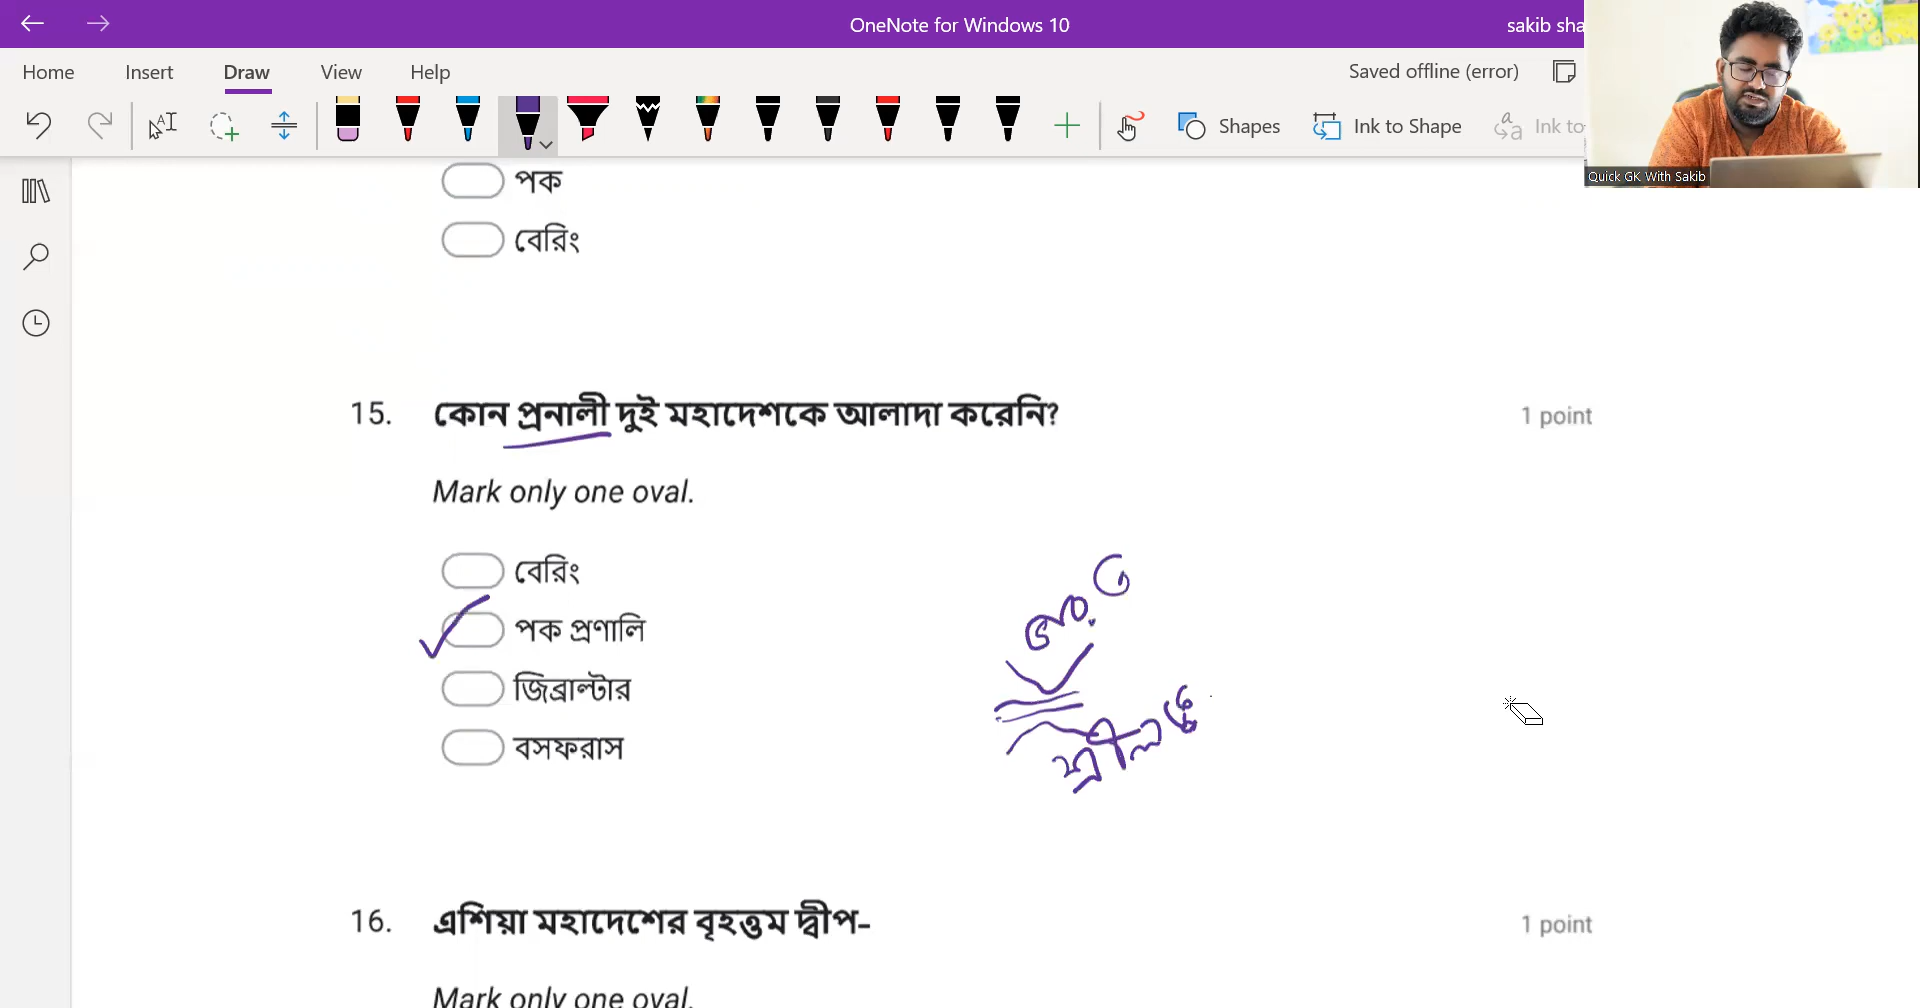 OneNote for Windows 10
sakib sha
Home Insert Draw View Help
Saved offline (error)
Shapes Ink to Shape Ink to
Quick GK With Sakib
পক
বেরিং
15. কোন প্রনালী দুই মহাদেশকে আলাদা করেনি? 1 point
Mark only one oval.
বেরিং
পক প্রণালি
জিব্রাল্টার
বসফরাস
16. এশিয়া মহাদেশের বৃহত্তম দ্বীপ- 1 point
Mark only one oval.